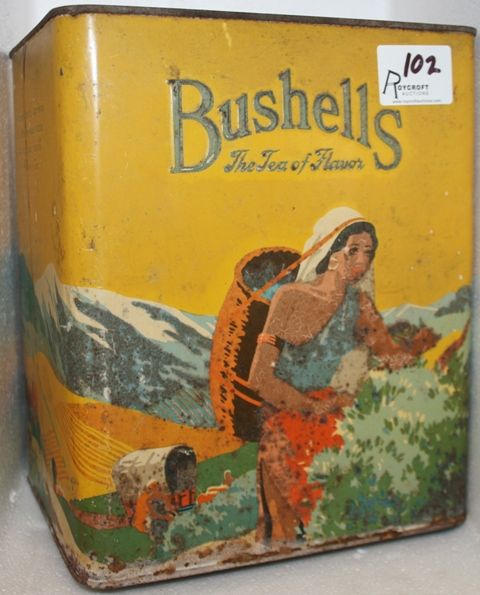 Bushells
The Tea of Flavor
102
ROYCROFT
AUCTIONS